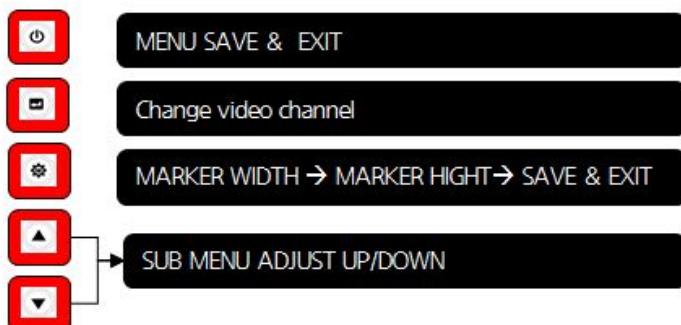 MENU SAVE & EXIT
Change video channel
MARKER WIDTH → MARKER HIGHT→ SAVE & EXIT
SUB MENU ADJUST UP/DOWN